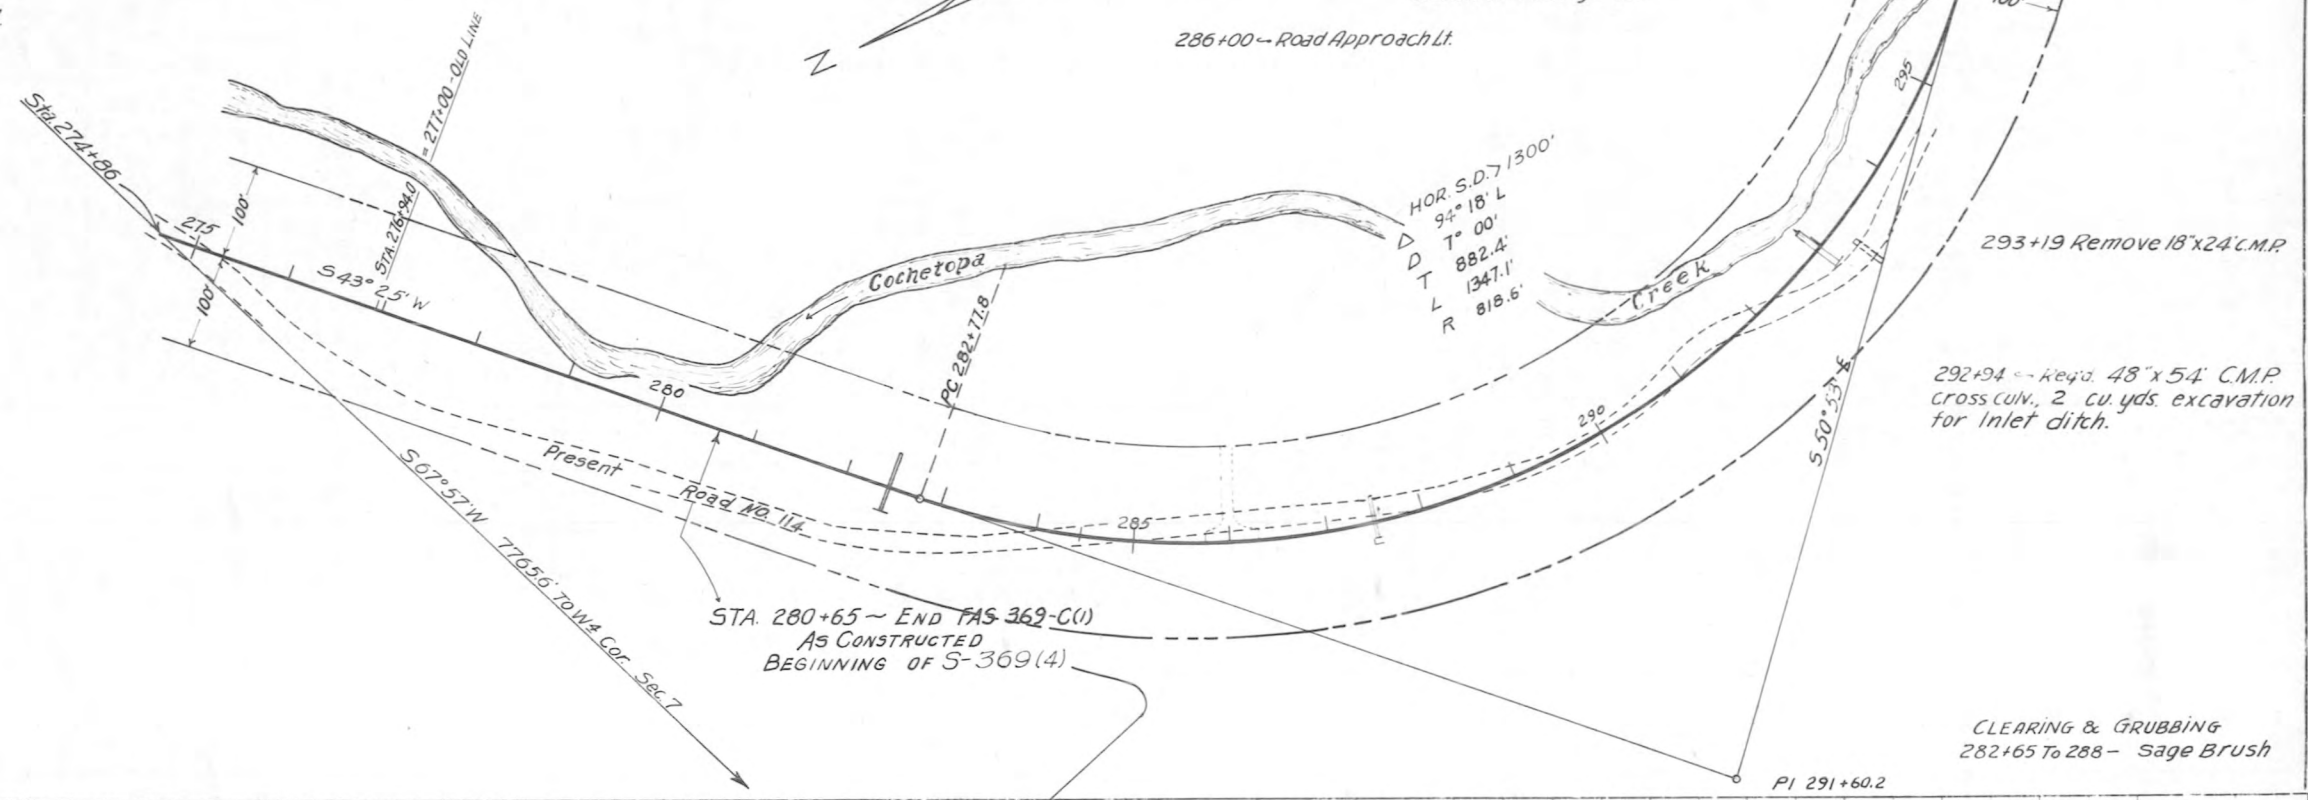 286+00 ~ Road Approach Lt.
N
Sta. 274+86
= 277+00 - OLD LINE
STA. 276+94.0
275
100'
100'
S 43° 25' W
Cochetopa
Creek
HOR. S.D. > 1300'
Δ 94° 18' L
D 7° 00'
T 882.4'
L 1347.1'
R 818.6'
295
293+19 Remove 18"x24' C.M.P.
292+94 ~ Req'd. 48"x54' C.M.P.
cross culv., 2 cu. yds. excavation
for Inlet ditch.
PC 282+77.8
280
285
290
S 50° 53' E
Present
Road No. 114
S 67° 57' W 7765.6' To W¼ Cor. Sec. 7
STA. 280+65 ~ END FAS 369-C(1)
AS CONSTRUCTED
BEGINNING OF S-369(4)
CLEARING & GRUBBING
282+65 To 288 - Sage Brush
PI 291+60.2